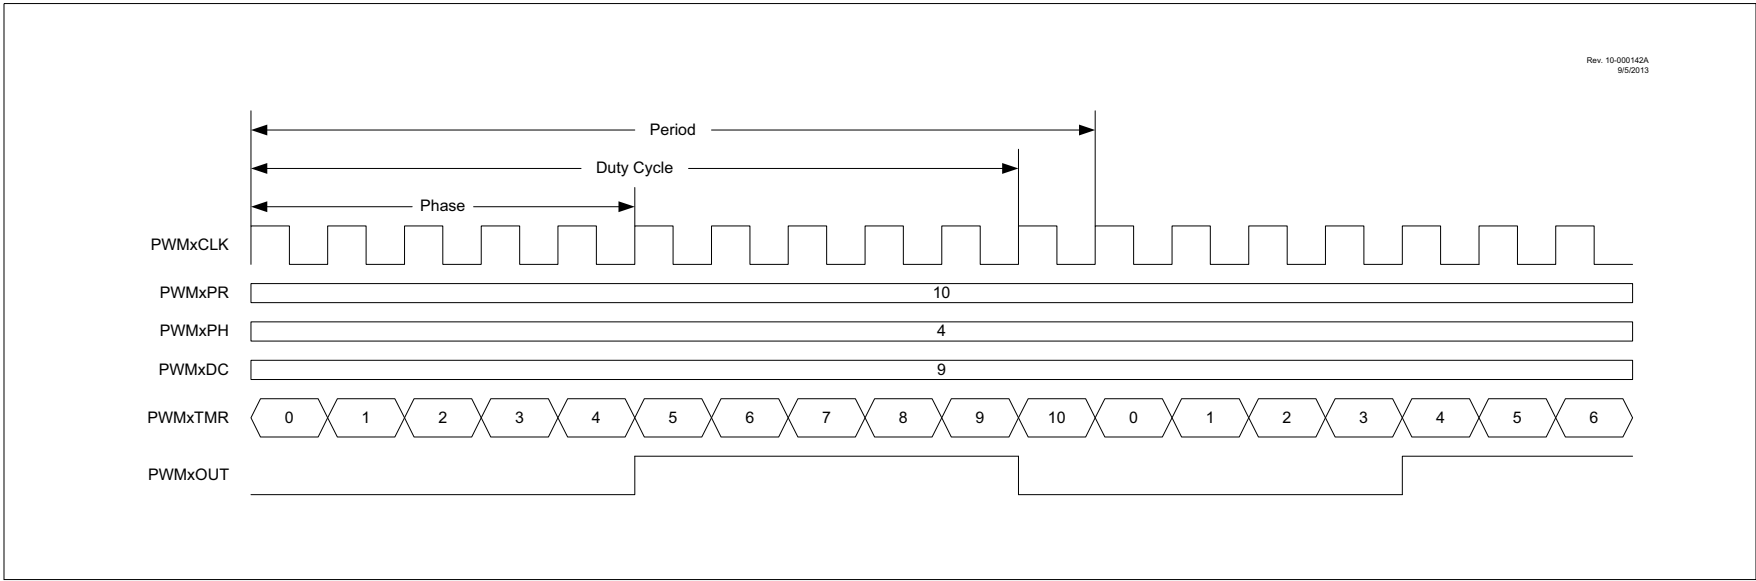 Rev. 10-000142A
9/5/2013
Period
Duty Cycle
Phase
PWMxCLK
PWMxPR 10
PWMxPH 4
PWMxDC 9
PWMxTMR 0 1 2 3 4 5 6 7 8 9 10 0 1 2 3 4 5 6
PWMxOUT